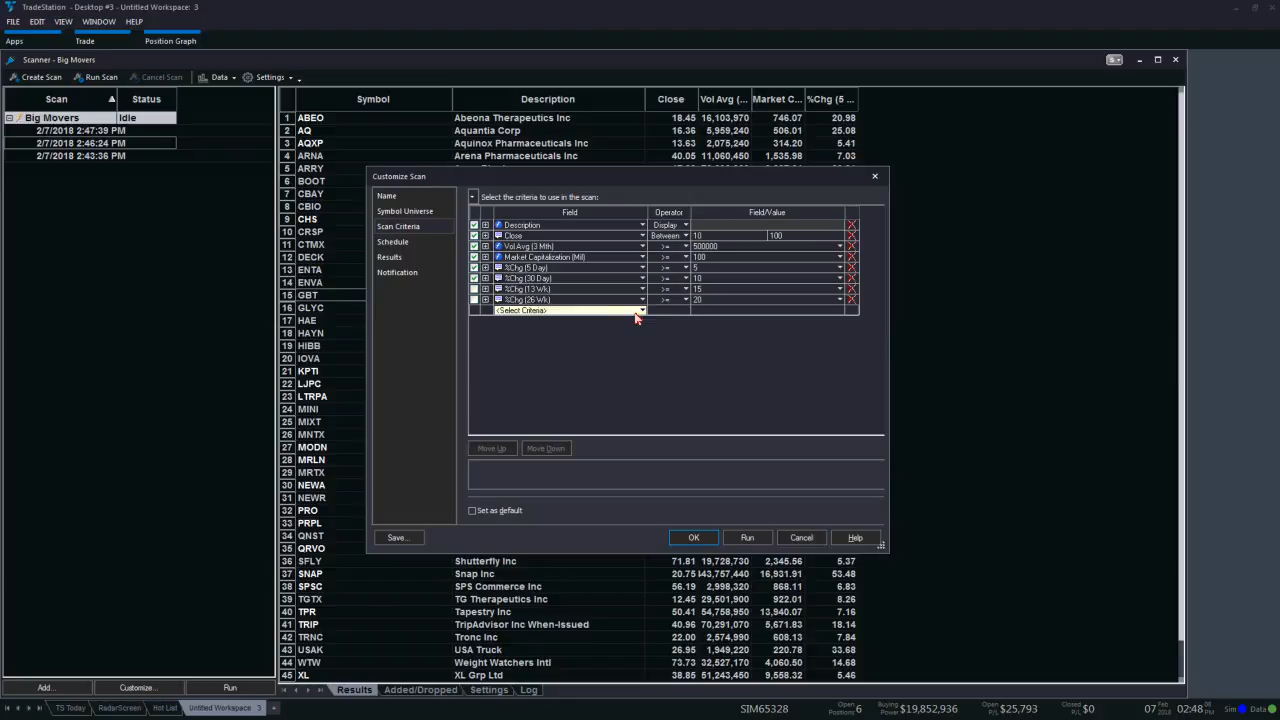 TradeStation - Desktop #3 - Untitled Workspace: 3
FILE EDIT VIEW WINDOW HELP
Apps Trade Position Graph
Scanner - Big Movers
Create Scan Run Scan Cancel Scan Data Settings
Scan Status
Big Movers Idle
2/7/2018 2:47:39 PM
2/7/2018 2:46:24 PM
2/7/2018 2:43:36 PM
Symbol Description Close Vol Avg (... Market C... %Chg (5 ...
1 ABEO Abeona Therapeutics Inc 18.45 16,103,970 746.07 20.98
2 AQ Aquantia Corp 16.36 5,959,240 506.01 25.08
3 AQXP Aquinox Pharmaceuticals Inc 13.63 2,075,240 314.20 5.41
4 ARNA Arena Pharmaceuticals Inc 40.05 11,060,450 1,535.98 7.03
5 ARRY
6 BOOT
7 CBAY
8 CBIO
9 CHS
10 CRSP
11 CTMX
12 DECK
13 ENTA
14 ENVA
15 GBT
16 GLYC
17 HAE
18 HAYN
19 HIBB
20 IOVA
21 KPTI
22 LJPC
23 LTRPA
24 MINI
25 MIXT
26 MNTX
27 MODN
28 MRLN
29 MRTX
30 NEWA
31 NEWR
32 PRO
33 PRPL
34 QNST
35 QRVO
36 SFLY Shutterfly Inc 71.81 19,728,730 2,345.56 5.37
37 SNAP Snap Inc 20.75 43,757,440 16,931.91 53.48
38 SPSC SPS Commerce Inc 56.19 2,998,320 868.11 6.83
39 TGTX TG Therapeutics Inc 12.45 29,501,900 922.01 8.26
40 TPR Tapestry Inc 50.41 54,758,950 13,940.07 7.16
41 TRIP TripAdvisor Inc When-Issued 40.96 70,291,070 5,671.83 18.14
42 TRNC Tronc Inc 22.00 2,574,990 608.13 7.84
43 USAK USA Truck 26.95 1,949,220 236.77 33.68
44 WTW Weight Watchers Intl 73.73 32,527,170 4,060.50 14.68
45 XL XL Grp Ltd 38.85 51,243,450 9,558.32 5.46
Customize Scan
Name
Symbol Universe
Scan Criteria
Schedule
Results
Notification
Select the criteria to use in the scan:
Field Operator Field/Value
Description Display
Close Between 10 100
Vol Avg (3 Mth) >= 500000
Market Capitalization (Mil) >= 100
%Chg (5 Day) >= 5
%Chg (30 Day) >= 10
%Chg (13 Wk) >= 15
%Chg (26 Wk) >= 20
<Select Criteria>
Move Up Move Down
Set as default
Save... OK Run Cancel Help
Add... Customize... Run
Results Added/Dropped Settings Log
TS Today RadarScreen Hot List Untitled Workspace 3
SIM65328 Open Positions 6 Buying Power $19,852,936 Open P/L $25,793 Closed P/L $0 07 Feb 2018 02:48 PM Sim Data